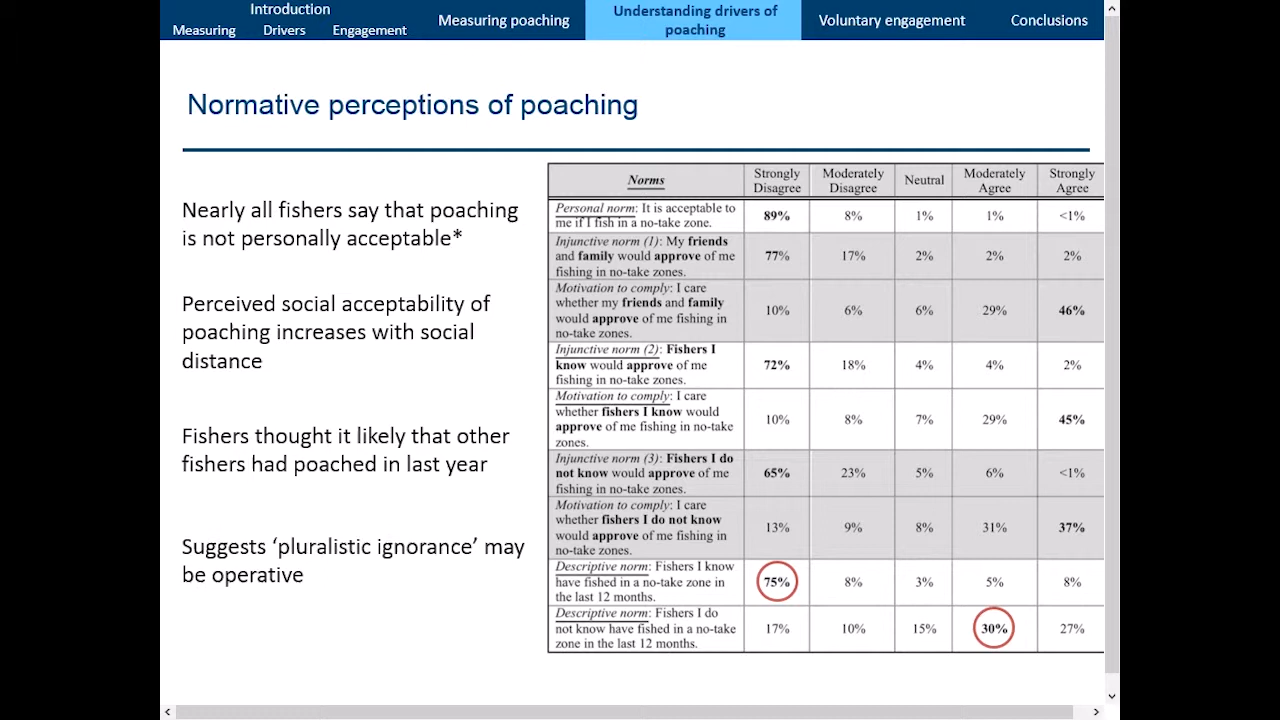 Introduction
Measuring Drivers Engagement
Measuring poaching
Understanding drivers of
poaching
Voluntary engagement
Conclusions
Normative perceptions of poaching
Nearly all fishers say that poaching
is not personally acceptable*
Perceived social acceptability of
poaching increases with social
distance
Fishers thought it likely that other
fishers had poached in last year
Suggests ‘pluralistic ignorance’ may
be operative
Norms
Strongly
Disagree
Moderately
Disagree
Neutral
Moderately
Agree
Strongly
Agree
Personal norm: It is acceptable to
me if I fish in a no-take zone.
89% 8% 1% 1% <1%
Injunctive norm (1): My friends
and family would approve of me
fishing in no-take zones.
77% 17% 2% 2% 2%
Motivation to comply: I care
whether my friends and family
would approve of me fishing in
no-take zones.
10% 6% 6% 29% 46%
Injunctive norm (2): Fishers I
know would approve of me
fishing in no-take zones.
72% 18% 4% 4% 2%
Motivation to comply: I care
whether fishers I know would
approve of me fishing in no-take
zones.
10% 8% 7% 29% 45%
Injunctive norm (3): Fishers I do
not know would approve of me
fishing in no-take zones.
65% 23% 5% 6% <1%
Motivation to comply: I care
whether fishers I do not know
would approve of me fishing in
no-take zones.
13% 9% 8% 31% 37%
Descriptive norm: Fishers I know
have fished in a no-take zone in
the last 12 months.
75% 8% 3% 5% 8%
Descriptive norm: Fishers I do
not know have fished in a no-take
zone in the last 12 months.
17% 10% 15% 30% 27%